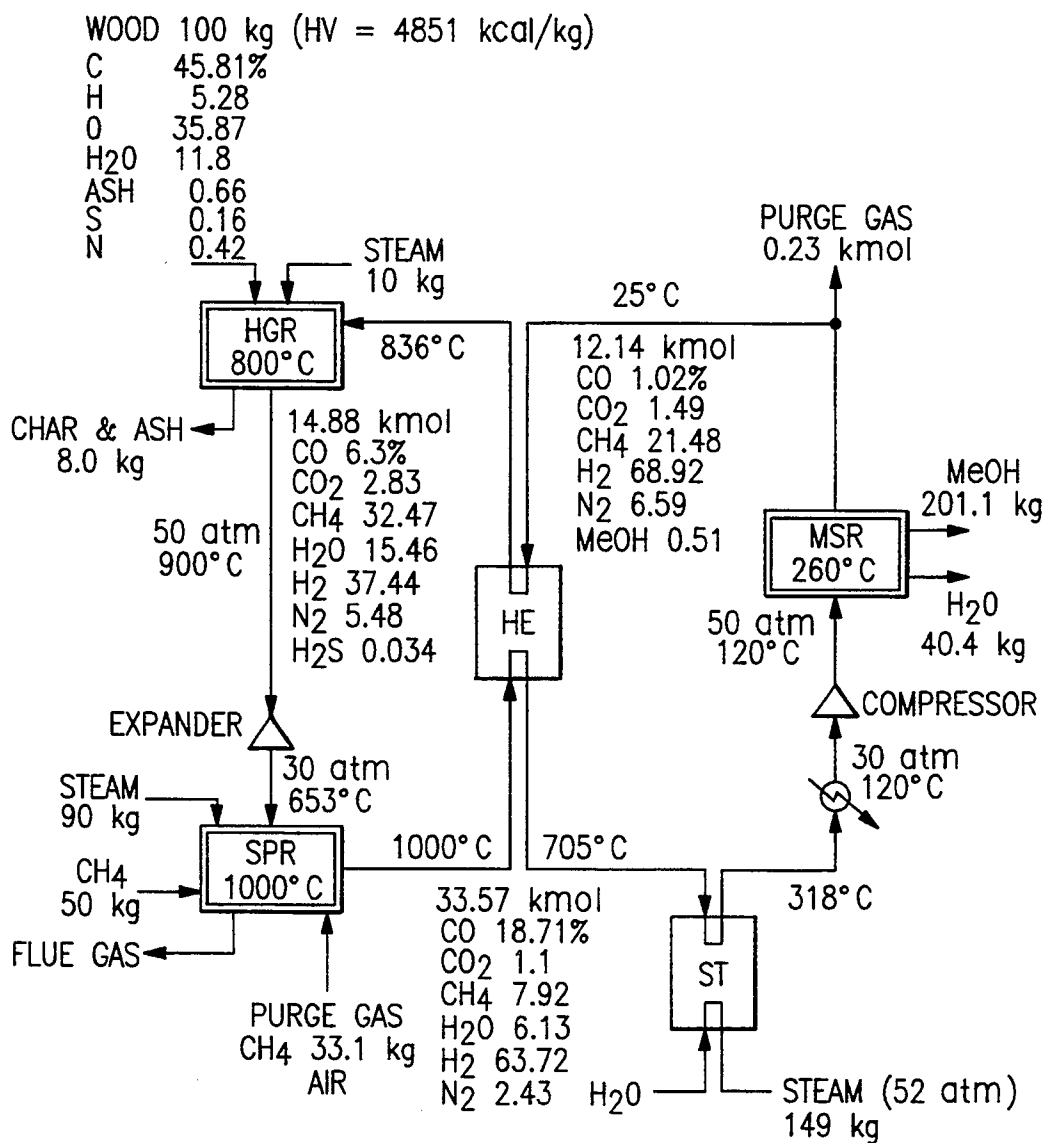 WOOD 100 kg (HV = 4851 kcal/kg)
C 45.81%
H 5.28
O 35.87
H2O 11.8
ASH 0.66
S 0.16
N 0.42
STEAM
10 kg
HGR
800°C
CHAR & ASH
8.0 kg
836°C
14.88 kmol
CO 6.3%
CO2 2.83
CH4 32.47
H2O 15.46
H2 37.44
N2 5.48
H2S 0.034
50 atm
900°C
EXPANDER
30 atm
653°C
STEAM
90 kg
CH4
50 kg
SPR
1000°C
FLUE GAS
PURGE GAS
CH4 33.1 kg
AIR
1000°C
HE
25°C
12.14 kmol
CO 1.02%
CO2 1.49
CH4 21.48
H2 68.92
N2 6.59
MeOH 0.51
PURGE GAS
0.23 kmol
MSR
260°C
MeOH
201.1 kg
H2O
40.4 kg
50 atm
120°C
COMPRESSOR
30 atm
120°C
705°C
318°C
33.57 kmol
CO 18.71%
CO2 1.1
CH4 7.92
H2O 6.13
H2 63.72
N2 2.43
ST
H2O
STEAM (52 atm)
149 kg